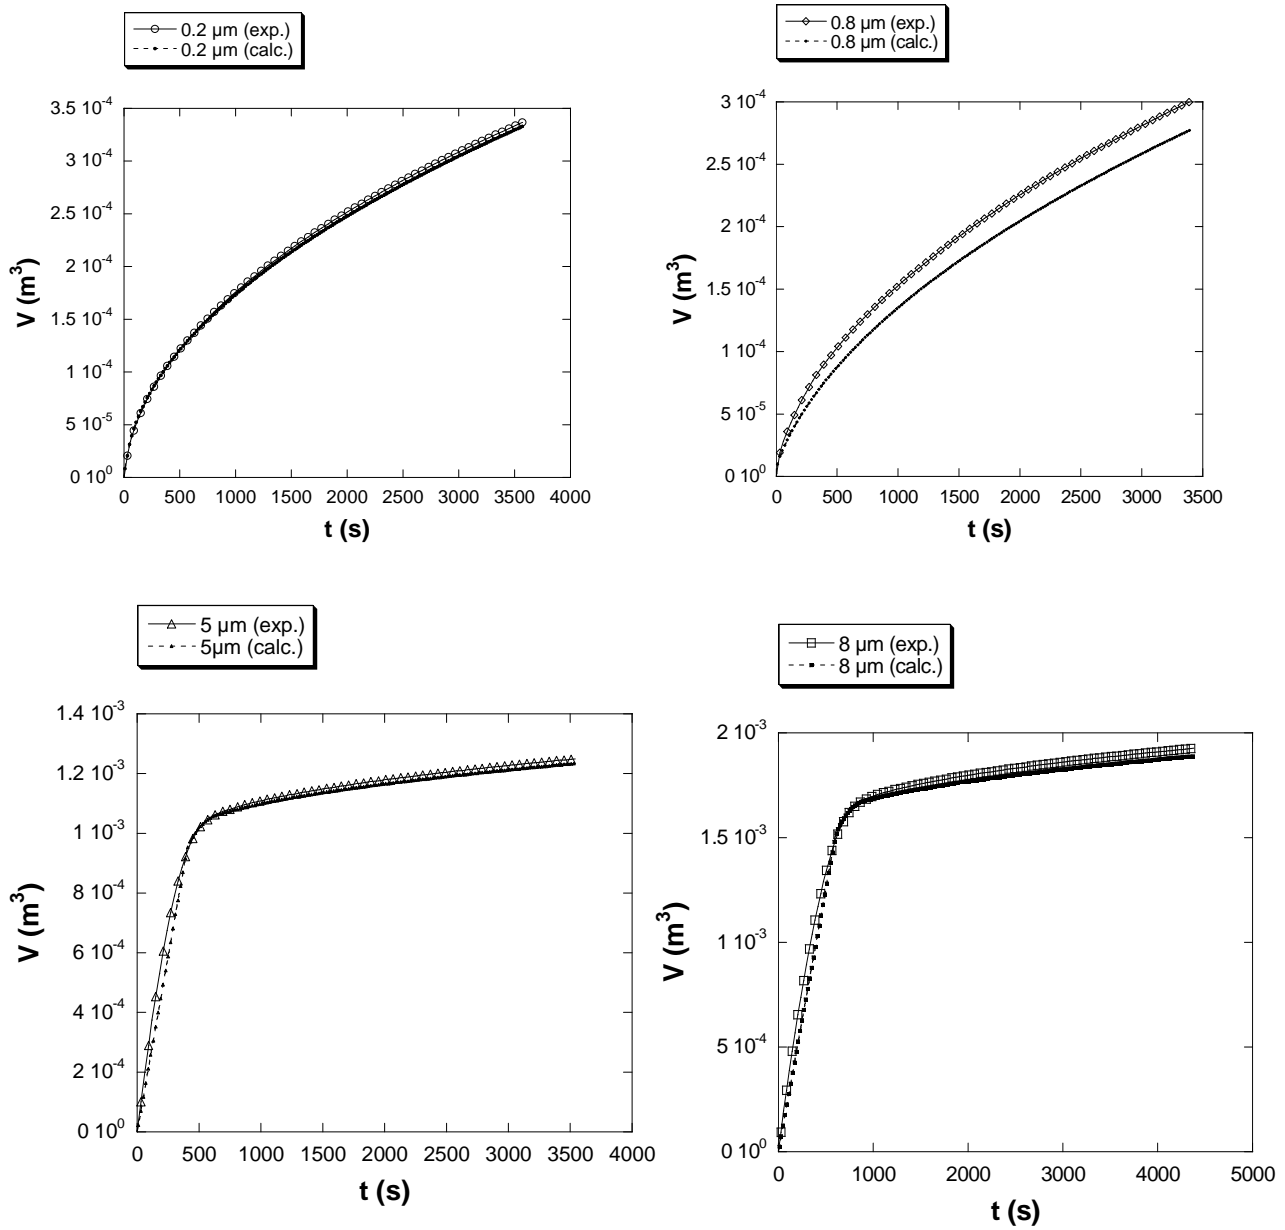 0.2 µm (exp.)
0.2 µm (calc.)
3.5 10⁻⁴
3 10⁻⁴
2.5 10⁻⁴
2 10⁻⁴
1.5 10⁻⁴
1 10⁻⁴
5 10⁻⁵
0 10⁰
V (m³)
0 500 1000 1500 2000 2500 3000 3500 4000
t (s)
0.8 µm (exp.)
0.8 µm (calc.)
3 10⁻⁴
2.5 10⁻⁴
2 10⁻⁴
1.5 10⁻⁴
1 10⁻⁴
5 10⁻⁵
0 10⁰
V (m³)
0 500 1000 1500 2000 2500 3000 3500
t (s)
5 µm (exp.)
5µm (calc.)
1.4 10⁻³
1.2 10⁻³
1 10⁻³
8 10⁻⁴
6 10⁻⁴
4 10⁻⁴
2 10⁻⁴
0 10⁰
V (m³)
0 500 1000 1500 2000 2500 3000 3500 4000
t (s)
8 µm (exp.)
8 µm (calc.)
2 10⁻³
1.5 10⁻³
1 10⁻³
5 10⁻⁴
0 10⁰
V (m³)
0 1000 2000 3000 4000 5000
t (s)